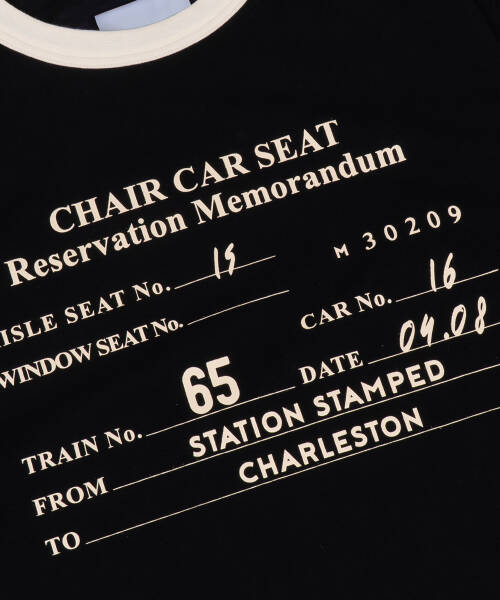 CHAIR CAR SEAT
Reservation Memorandum
M 30209
ISLE SEAT No. 15
WINDOW SEAT No.
CAR No. 16
TRAIN No. 65 DATE 04.08
FROM STATION STAMPED
TO CHARLESTON